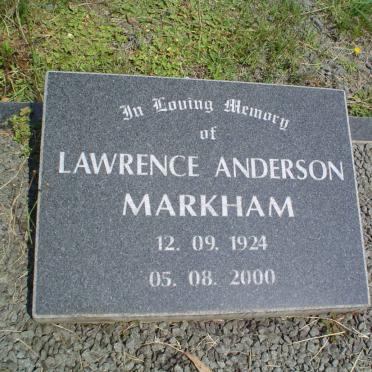 In Loving Memory
of
LAWRENCE ANDERSON
MARKHAM
12. 09. 1924
05. 08. 2000